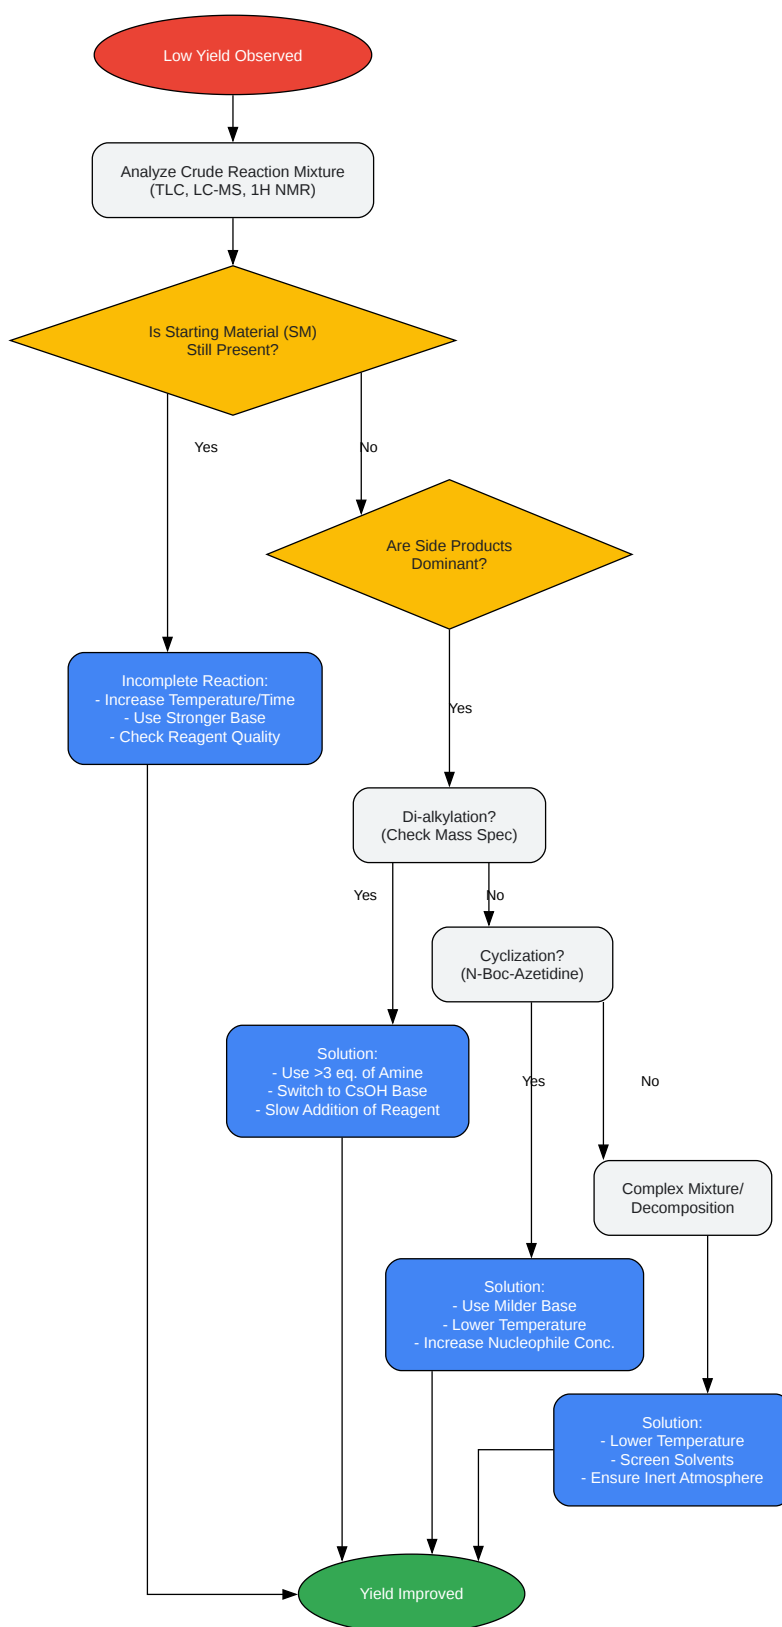 Low Yield Observed
Analyze Crude Reaction Mixture
(TLC, LC-MS, 1H NMR)
Is Starting Material (SM)
Still Present?
Yes
No
Are Side Products
Dominant?
Incomplete Reaction:
- Increase Temperature/Time
- Use Stronger Base
- Check Reagent Quality
Yes
Di-alkylation?
(Check Mass Spec)
Yes
No
Cyclization?
(N-Boc-Azetidine)
Solution:
- Use >3 eq. of Amine
- Switch to CsOH Base
- Slow Addition of Reagent
Yes
No
Complex Mixture/
Decomposition
Solution:
- Use Milder Base
- Lower Temperature
- Increase Nucleophile Conc.
Solution:
- Lower Temperature
- Screen Solvents
- Ensure Inert Atmosphere
Yield Improved